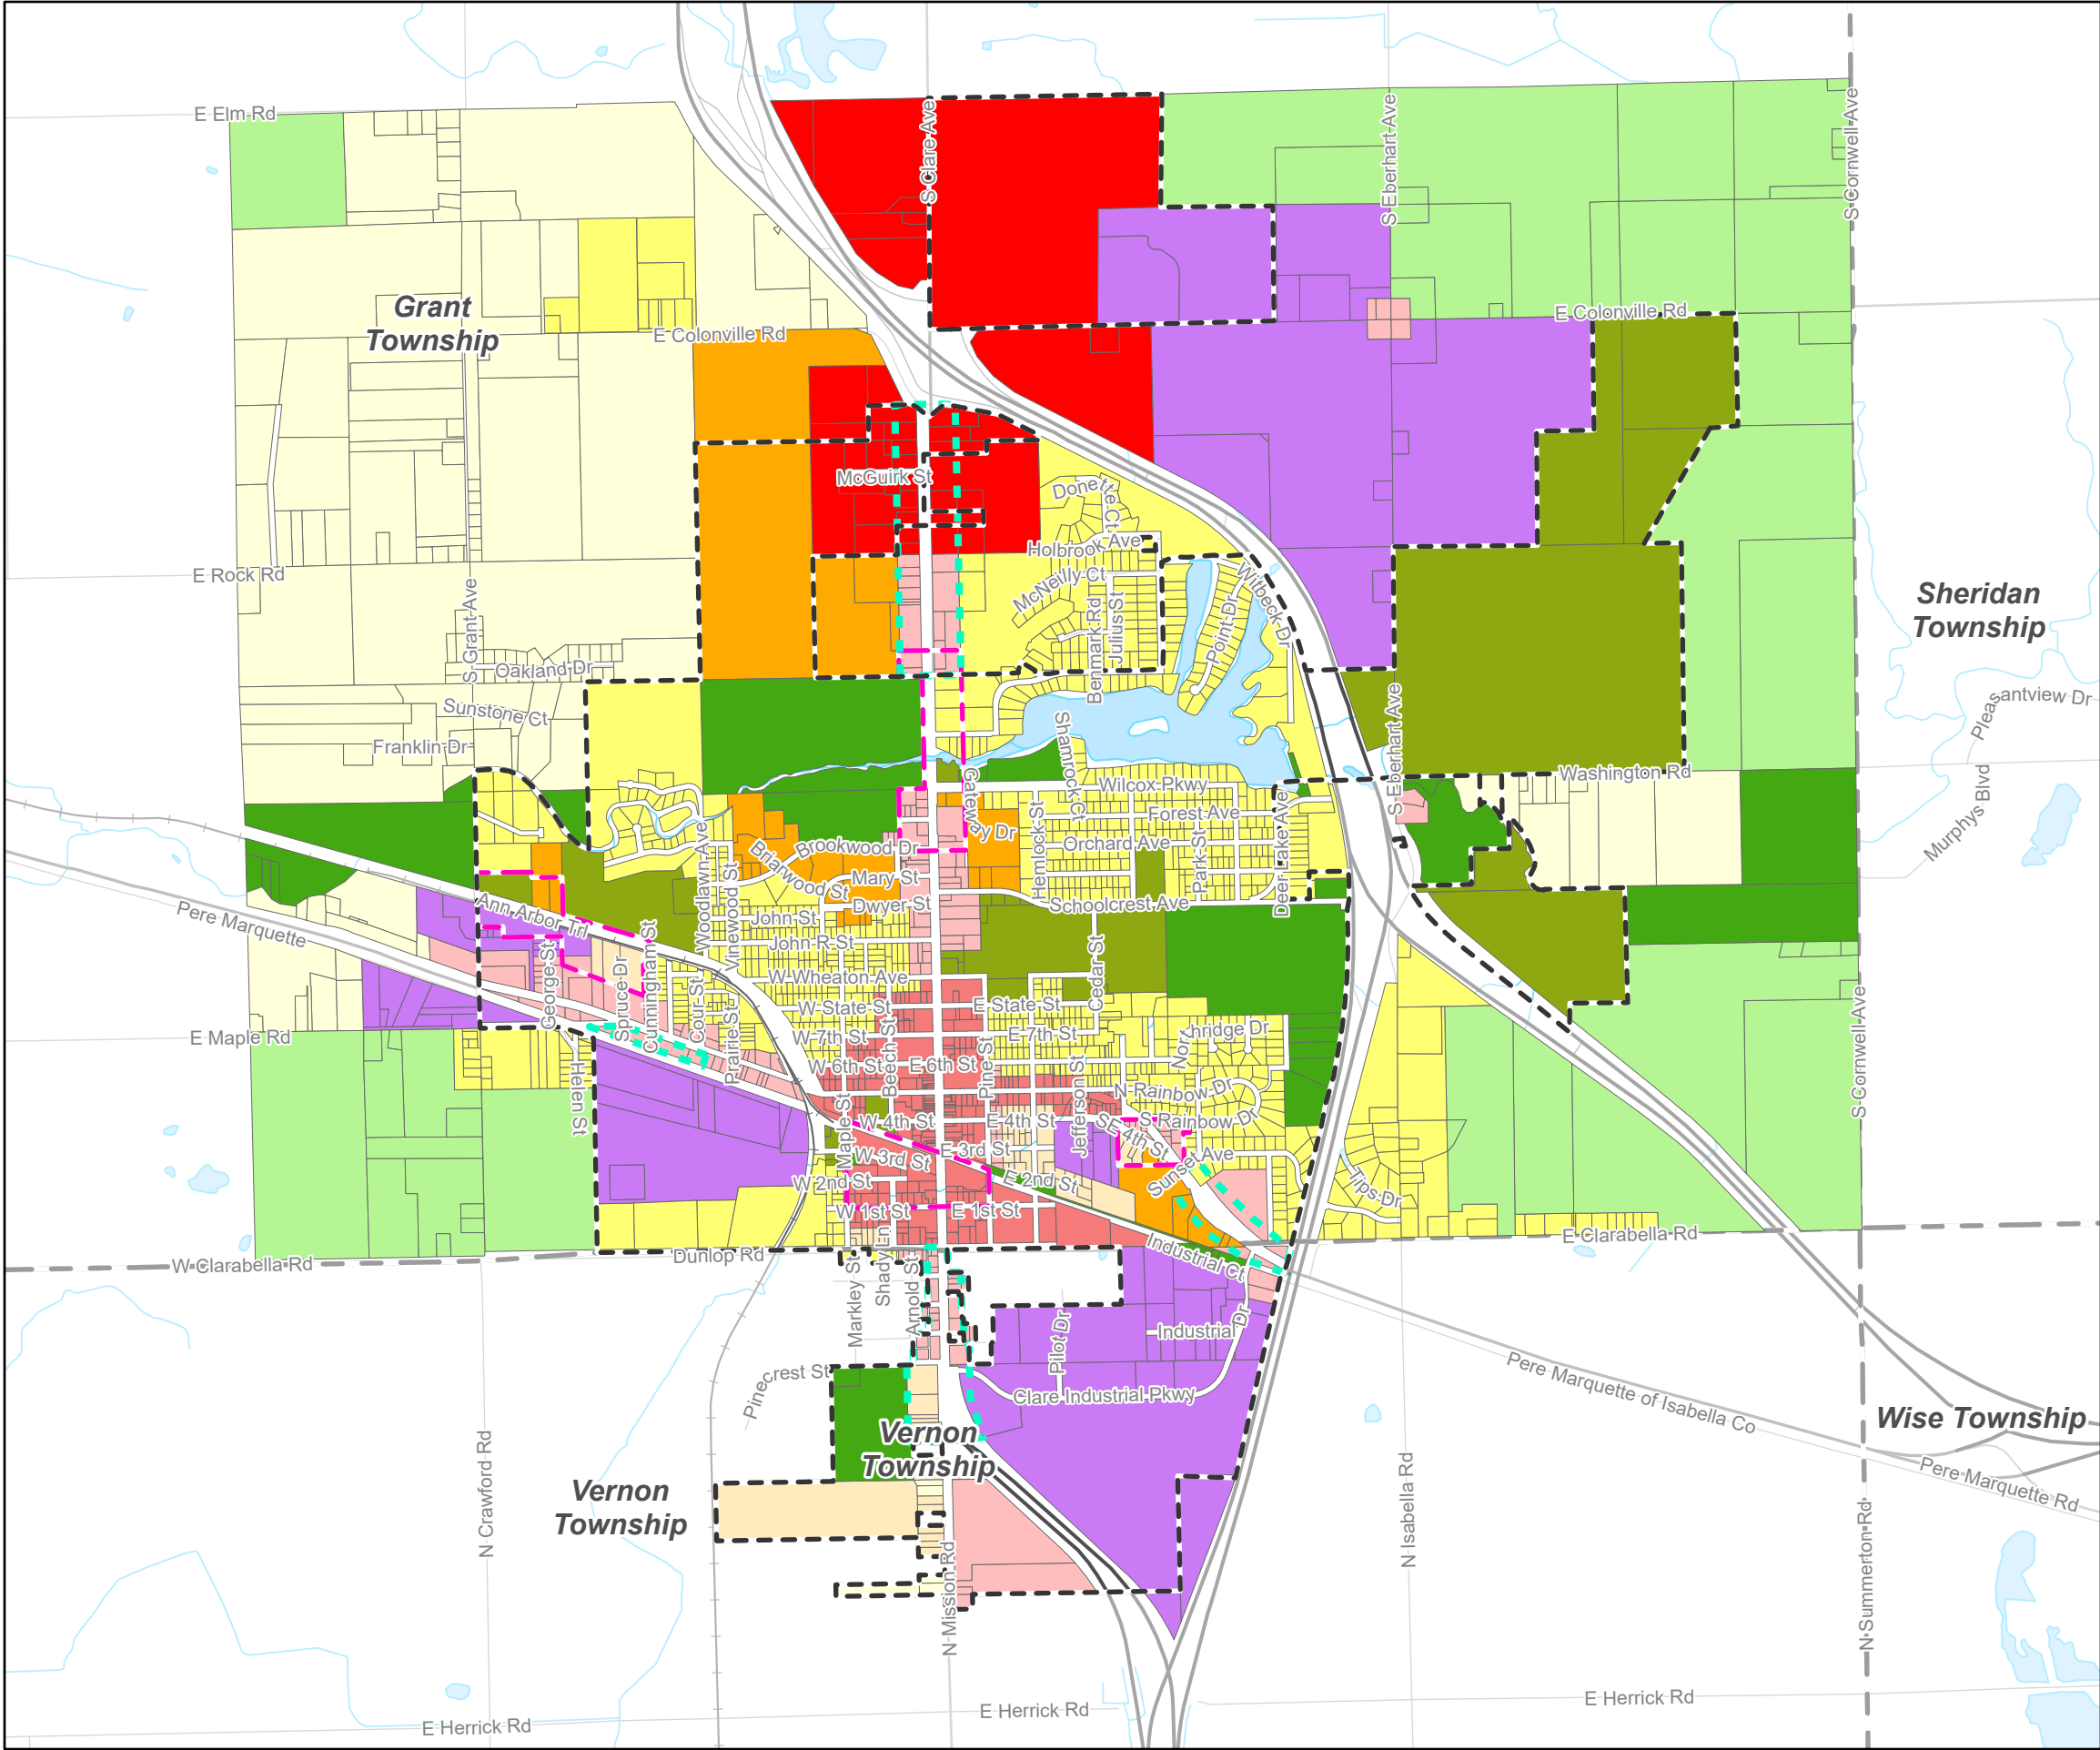 E Elm Rd
S Clare Ave
S Eberhart Ave
S Cornwell Ave
Grant
Township
E Colonville Rd
E Colonville Rd
McGuirk St
Donette Ct
Holbrook Ave
McNeilly Ct
Witbeck Dr
E Rock Rd
S Grant Ave
Benmark Rd
Julius St
Point Dr
Sheridan
Township
Oakland Dr
Sunstone Ct
Franklin Dr
Pleasantview Dr
Shamrock Ct
S Eberhart Ave
Washington Rd
Murphys Blvd
Gateway Dr
Wilcox Pkwy
Forest Ave
Orchard Ave
Hemlock St
Park St
Deer Lake Ave
Woodlawn Ave
Vinewood St
Briarwood St
Brookwood Dr
Mary St
Dwyer St
Schoolcrest Ave
John St
John R St
Pere Marquette
Ann Arbor Trl
George St
Spruce Dr
Cunningham St
Court St
Prairie St
W Wheaton Ave
W State St
E State St
Cedar St
W 7th St
E 7th St
Northridge Dr
W 6th St
E 6th St
Beech St
Pine St
Jefferson St
N Rainbow Dr
S Rainbow Dr
E Maple Rd
Helen St
Maple St
W 4th St
E 4th St
SE 4th St
W 3rd St
E 3rd St
Sunset Ave
W 2nd St
E 2nd St
W 1st St
E 1st St
Tips Dr
S Cornwell Ave
W Clarabella Rd
Dunlop Rd
E Clarabella Rd
Industrial Ct
Markley St
Shady Ln
Arnold St
Pilot Dr
Industrial Dr
Pinecrest St
Clare Industrial Pkwy
Pere Marquette of Isabella Co
Wise Township
Pere Marquette Rd
Vernon
Township
Vernon
Township
N Crawford Rd
N Mission Rd
N Isabella Rd
N Summerton Rd
E Herrick Rd
E Herrick Rd
E Herrick Rd